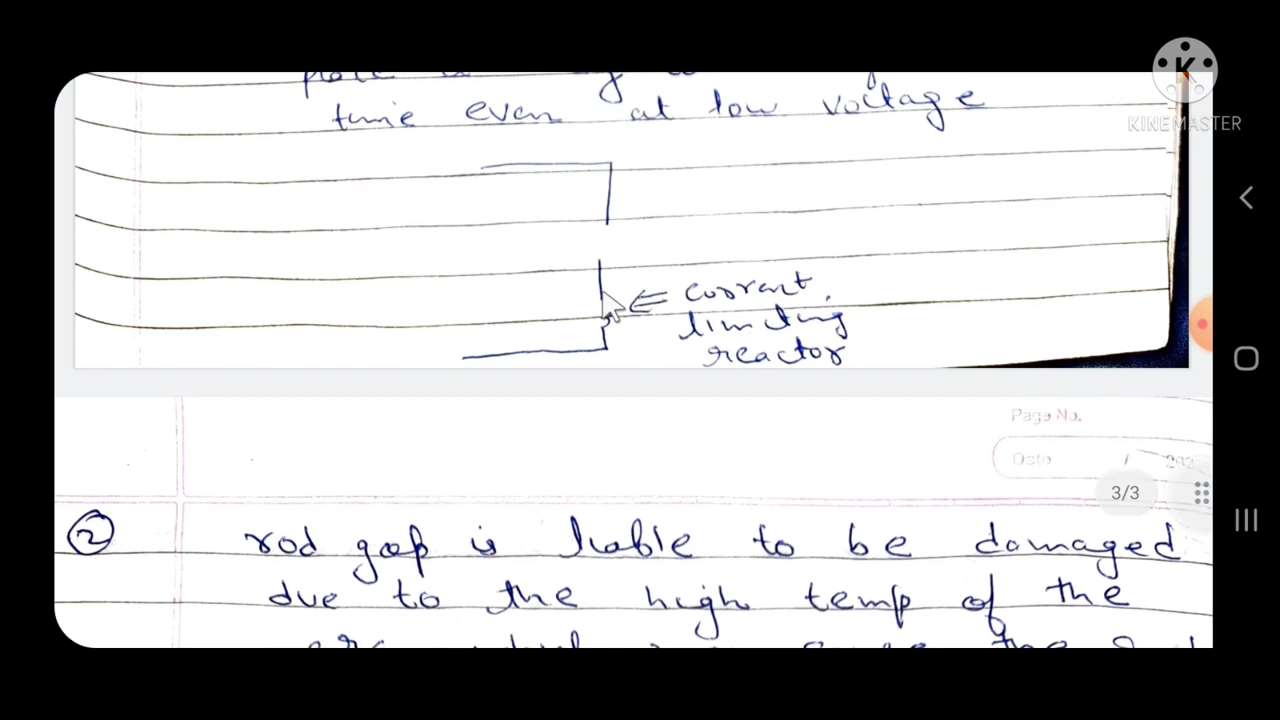 time even at low voltage
KINEMASTER
current
limiting
reactor
Page No.
Date /
3/3
2 rod gap is liable to be damaged
due to the high temp of the
the